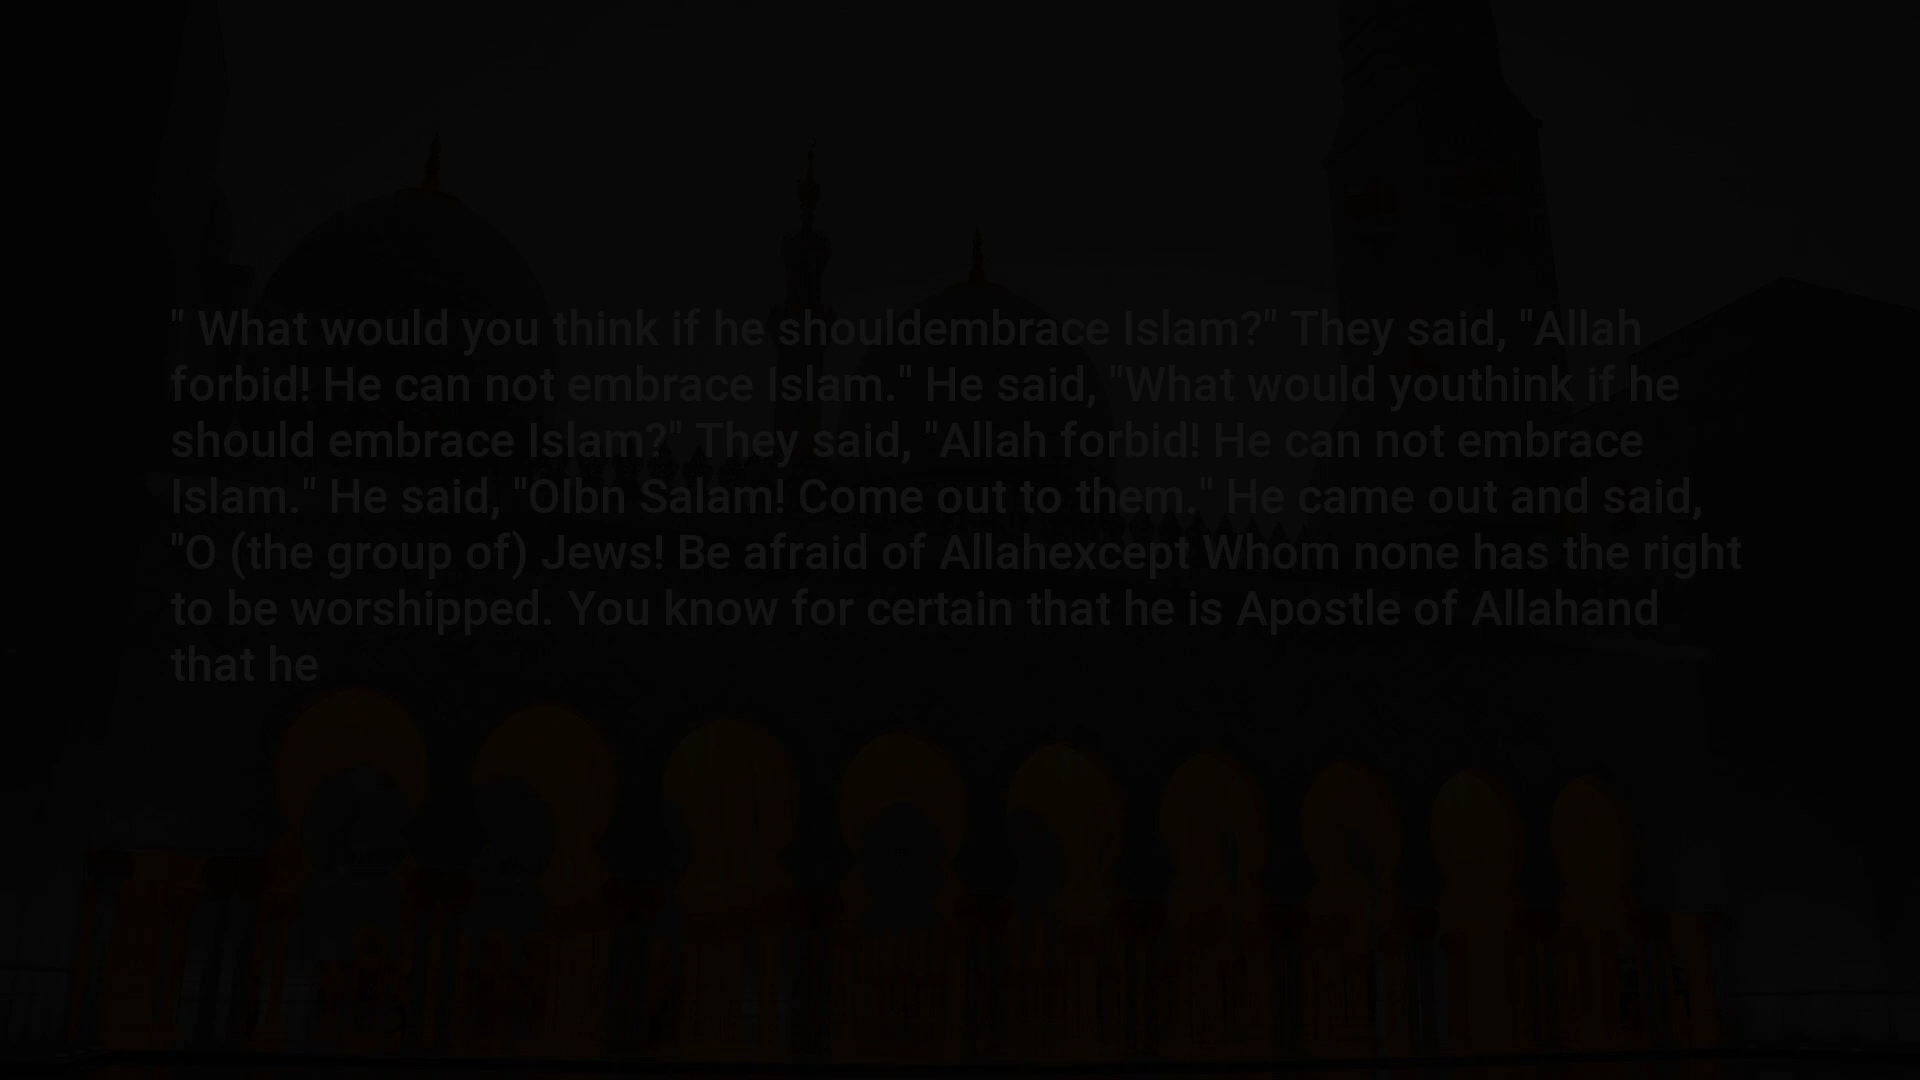 " What would you think if he shouldembrace Islam?" They said, "Allah
forbid! He can not embrace Islam." He said, "What would youthink if he
should embrace Islam?" They said, "Allah forbid! He can not embrace
Islam." He said, "OIbn Salam! Come out to them." He came out and said,
"O (the group of) Jews! Be afraid of Allahexcept Whom none has the right
to be worshipped. You know for certain that he is Apostle of Allahand
that he